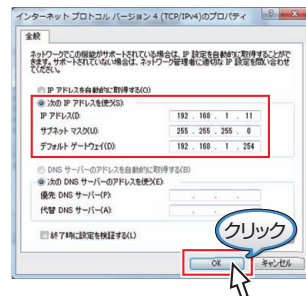 インターネット プロトコル バージョン 4 (TCP/IPv4)のプロパティ
全般
ネットワークでこの機能がサポートされている場合は、IP 設定を自動的に取得することがで
きます。サポートされていない場合は、ネットワーク管理者に適切な IP 設定を問い合わせ
てください。
IP アドレスを自動的に取得する(O)
次の IP アドレスを使う(S):
IP アドレス(I): 192 . 168 . 1 . 11
サブネット マスク(U): 255 . 255 . 255 . 0
デフォルト ゲートウェイ(D): 192 . 168 . 1 . 254
DNS サーバーのアドレスを自動的に取得する(B)
次の DNS サーバーのアドレスを使う(E):
優先 DNS サーバー(P): . . .
代替 DNS サーバー(A): . . .
終了時に設定を検証する(L)
クリック
OK キャンセル